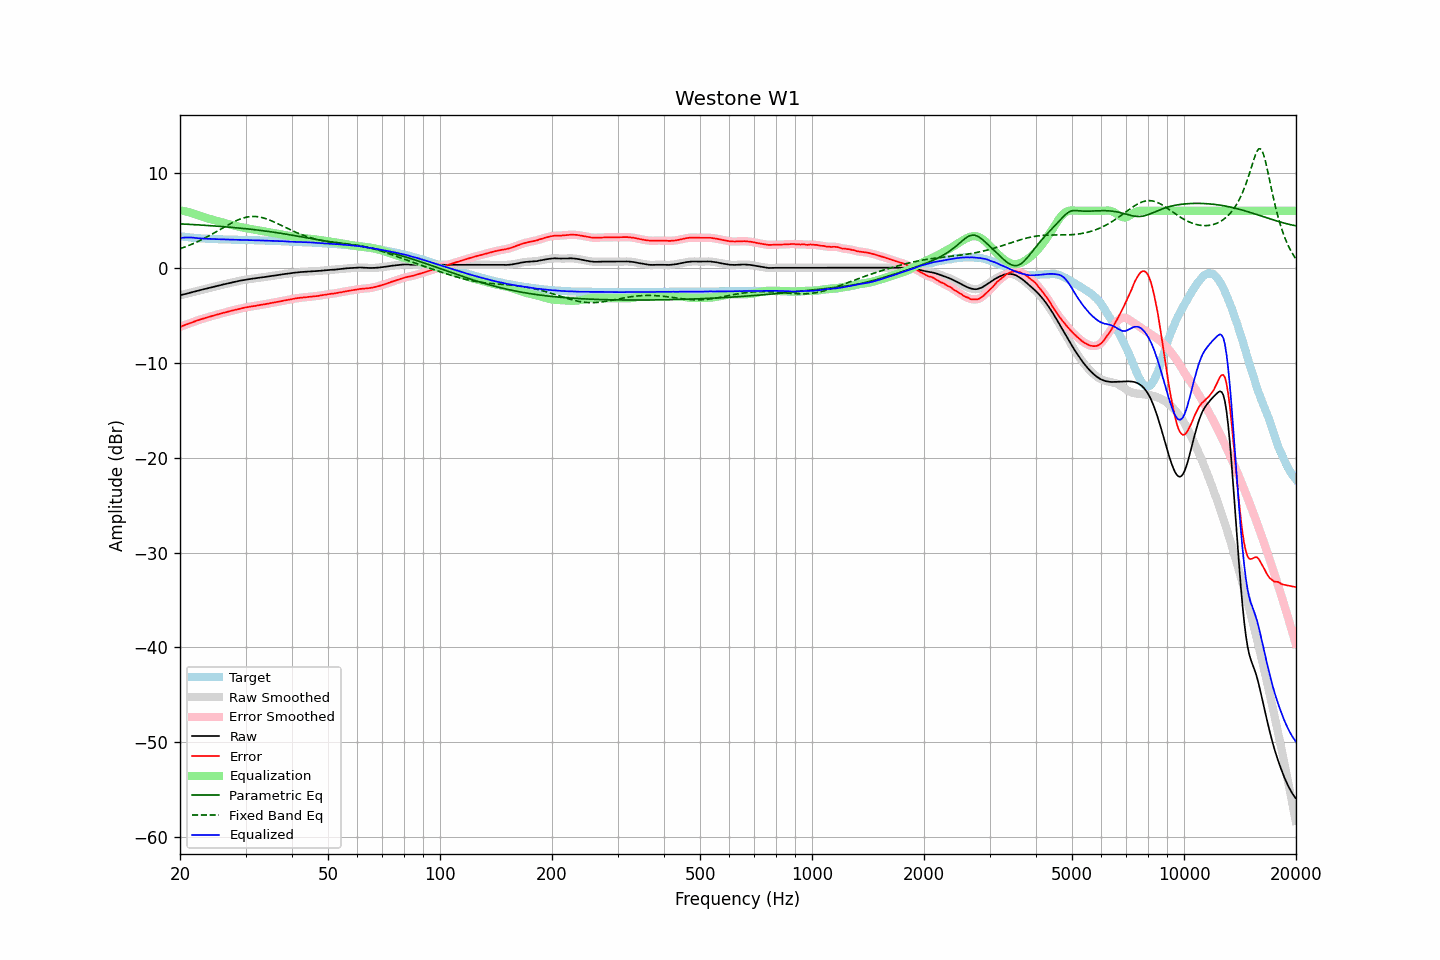 Westone W1
10
0
−10
−20
−30
−40
−50
−60
Amplitude (dBr)
Target
Raw Smoothed
Error Smoothed
Raw
Error
Equalization
Parametric Eq
Fixed Band Eq
Equalized
20 50 100 200 500 1000 2000 5000 10000 20000
Frequency (Hz)